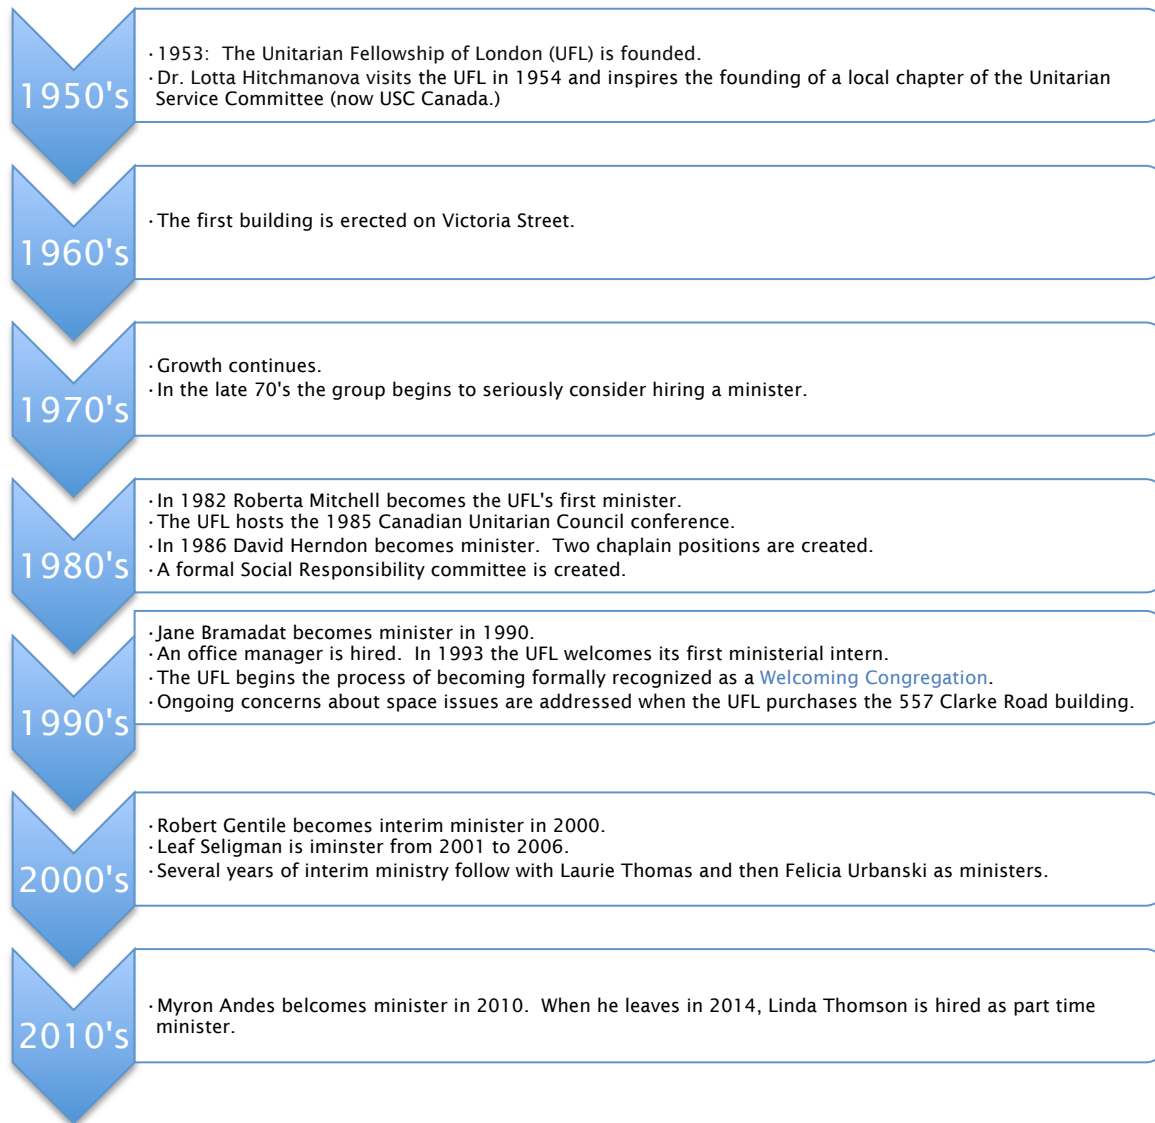 1950's
·1953:  The Unitarian Fellowship of London (UFL) is founded.
·Dr. Lotta Hitchmanova visits the UFL in 1954 and inspires the founding of a local chapter of the Unitarian
Service Committee (now USC Canada.)
1960's
·The first building is erected on Victoria Street.
1970's
·Growth continues.
·In the late 70's the group begins to seriously consider hiring a minister.
1980's
·In 1982 Roberta Mitchell becomes the UFL's first minister.
·The UFL hosts the 1985 Canadian Unitarian Council conference.
·In 1986 David Herndon becomes minister.  Two chaplain positions are created.
·A formal Social Responsibility committee is created.
1990's
·Jane Bramadat becomes minister in 1990.
·An office manager is hired.  In 1993 the UFL welcomes its first ministerial intern.
·The UFL begins the process of becoming formally recognized as a Welcoming Congregation.
·Ongoing concerns about space issues are addressed when the UFL purchases the 557 Clarke Road building.
2000's
·Robert Gentile becomes interim minister in 2000.
·Leaf Seligman is iminster from 2001 to 2006.
·Several years of interim ministry follow with Laurie Thomas and then Felicia Urbanski as ministers.
2010's
·Myron Andes belcomes minister in 2010.  When he leaves in 2014, Linda Thomson is hired as part time
minister.